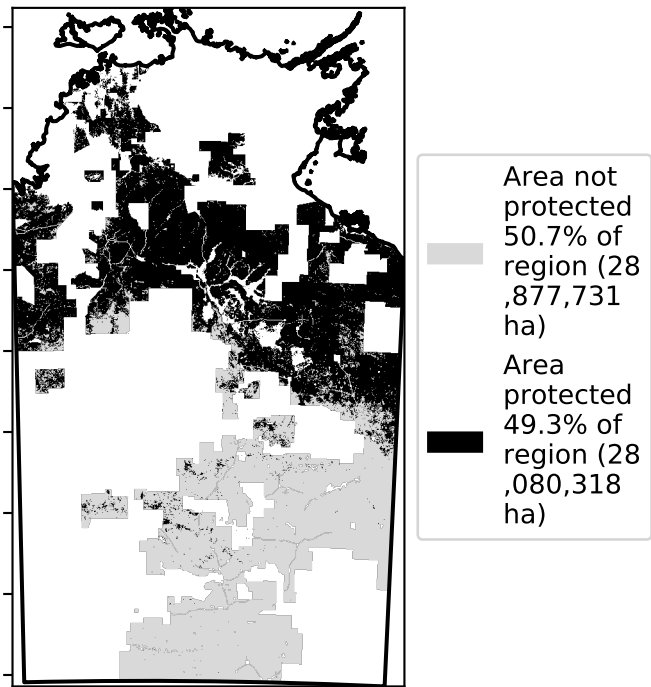 Area not
protected
50.7% of
region (28
,877,731
ha)
Area
protected
49.3% of
region (28
,080,318
ha)